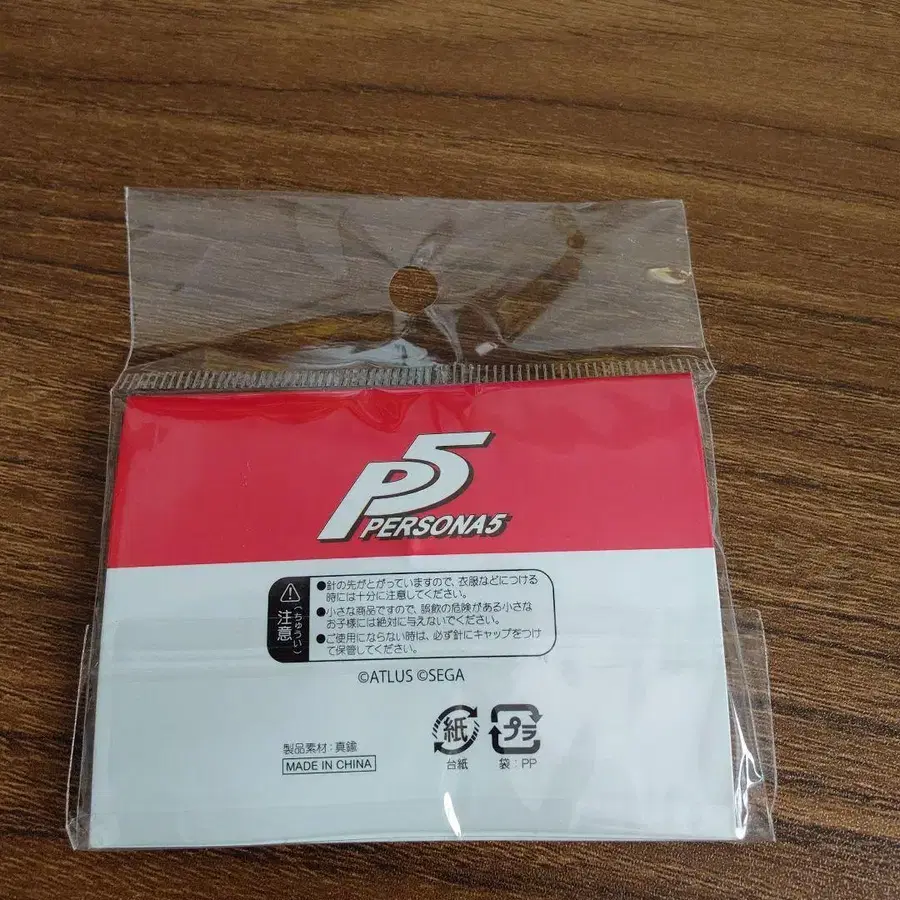 P5
PERSONA5
注意
(ちゅうい)
●針の先がとがっていますので、衣服などにつける
時には十分に注意してください。
●小さな商品ですので、誤飲の危険がある小さな
お子様には絶対に与えないでください。
●ご使用にならない時は、必ず針にキャップをつけ
て保管してください。
©ATLUS ©SEGA
紙
プラ
台紙
袋:PP
製品素材:真鍮
MADE IN CHINA